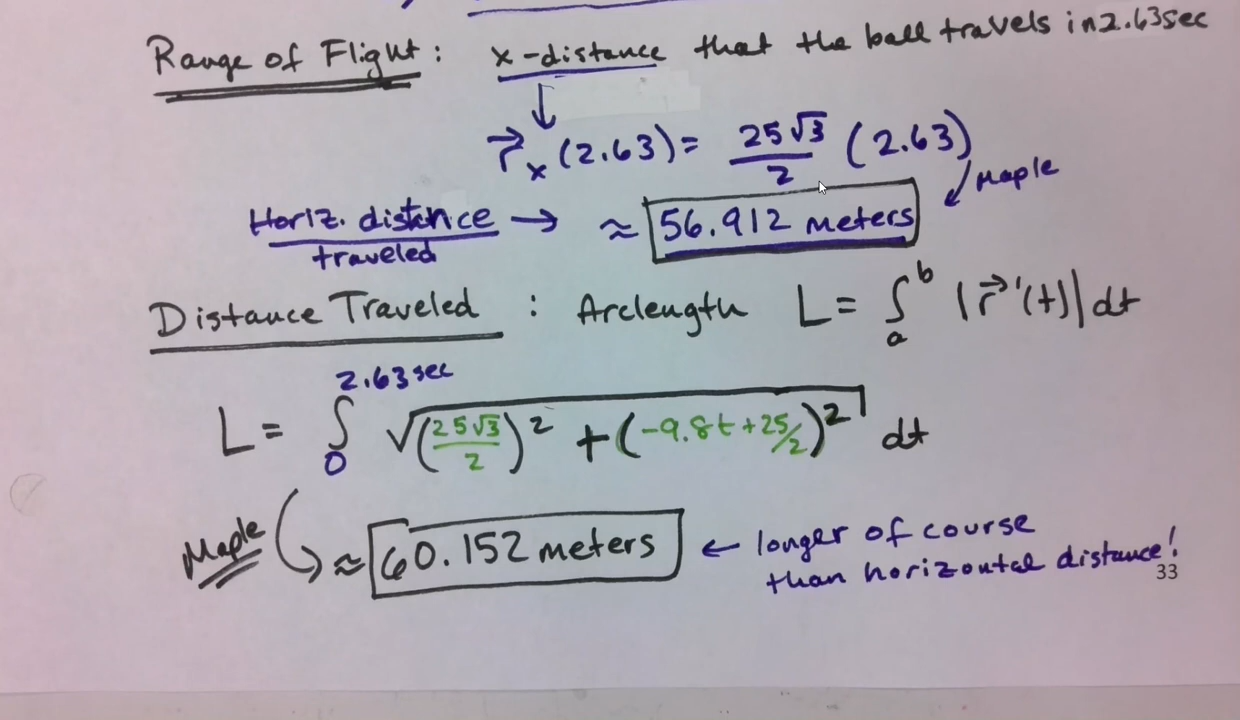 Range of Flight : x-distance that the ball travels in 2.63 sec
r⃗ₓ (2.63) = 25√3/2 (2.63)
Maple
Horiz. distance → ≈ 56.912 meters
traveled
Distance Traveled : Arclength L = ∫ₐᵇ |r⃗ '(t)| dt
2.63 sec
L = ∫₀ √((25√3/2)² + (-9.8t + 25/2)²) dt
Maple ≈ 60.152 meters ← longer of course
than horizontal distance!
33